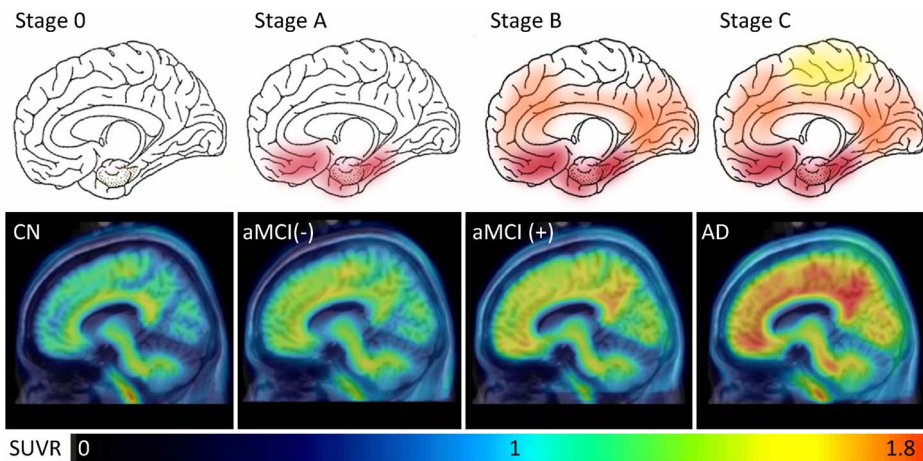 Stage 0
Stage A
Stage B
Stage C
CN
aMCI(-)
aMCI (+)
AD
SUVR 0 1 1.8